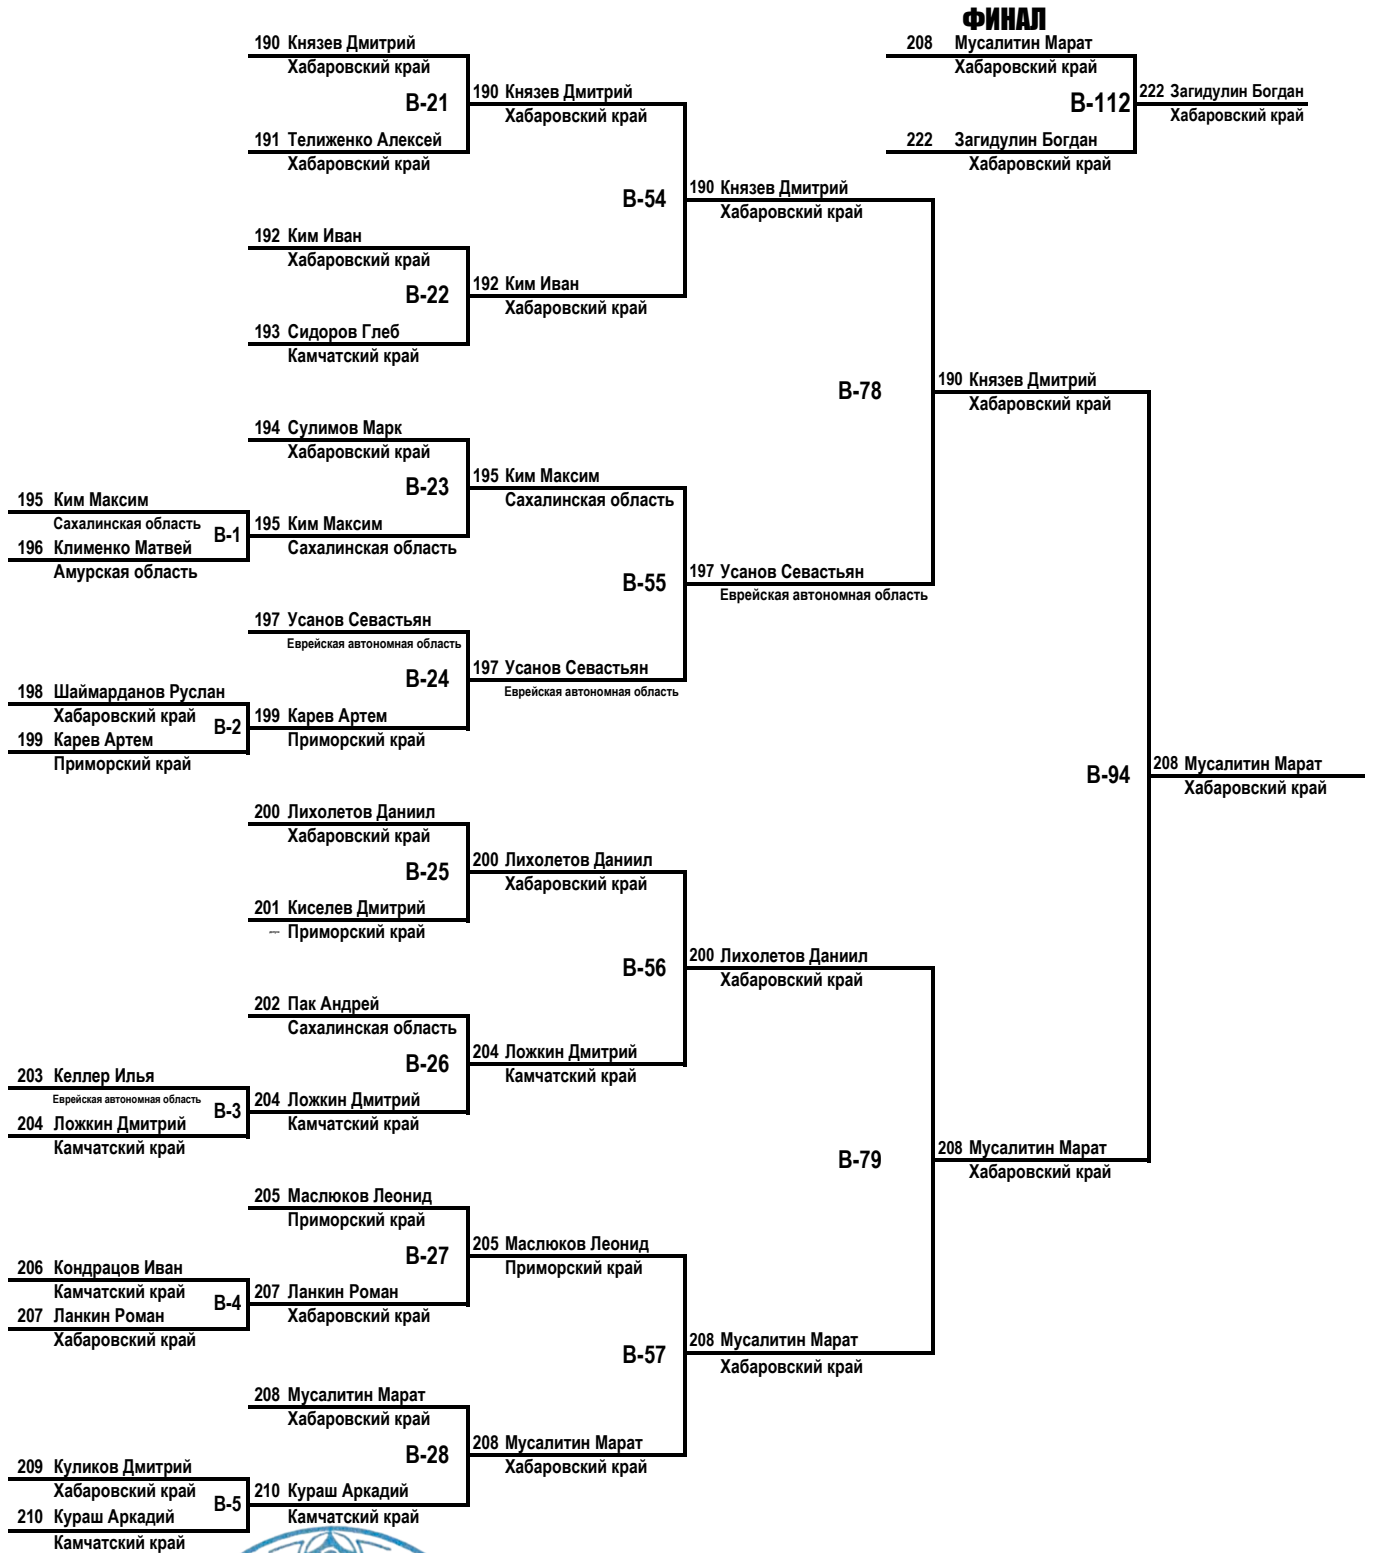 ФИНАЛ
190 Князев Дмитрий
Хабаровский край
208 Мусалитин Марат
Хабаровский край
В-21
190 Князев Дмитрий
Хабаровский край
В-112
222 Загидулин Богдан
Хабаровский край
191 Телиженко Алексей
Хабаровский край
222 Загидулин Богдан
Хабаровский край
В-54
190 Князев Дмитрий
Хабаровский край
192 Ким Иван
Хабаровский край
В-22
192 Ким Иван
Хабаровский край
193 Сидоров Глеб
Камчатский край
В-78
190 Князев Дмитрий
Хабаровский край
194 Сулимов Марк
Хабаровский край
В-23
195 Ким Максим
Сахалинская область
195 Ким Максим
Сахалинская область
В-1
195 Ким Максим
Сахалинская область
196 Клименко Матвей
Амурская область
В-55
197 Усанов Севастьян
Еврейская автономная область
197 Усанов Севастьян
Еврейская автономная область
В-24
197 Усанов Севастьян
Еврейская автономная область
198 Шаймарданов Руслан
Хабаровский край
В-2
199 Карев Артем
Приморский край
199 Карев Артем
Приморский край
В-94
208 Мусалитин Марат
Хабаровский край
200 Лихолетов Даниил
Хабаровский край
В-25
200 Лихолетов Даниил
Хабаровский край
201 Киселев Дмитрий
Приморский край
В-56
200 Лихолетов Даниил
Хабаровский край
202 Пак Андрей
Сахалинская область
В-26
204 Ложкин Дмитрий
Камчатский край
203 Келлер Илья
Еврейская автономная область
В-3
204 Ложкин Дмитрий
Камчатский край
204 Ложкин Дмитрий
Камчатский край
В-79
208 Мусалитин Марат
Хабаровский край
205 Маслюков Леонид
Приморский край
В-27
205 Маслюков Леонид
Приморский край
206 Кондрацов Иван
Камчатский край
В-4
207 Ланкин Роман
Хабаровский край
207 Ланкин Роман
Хабаровский край
В-57
208 Мусалитин Марат
Хабаровский край
208 Мусалитин Марат
Хабаровский край
В-28
208 Мусалитин Марат
Хабаровский край
209 Куликов Дмитрий
Хабаровский край
В-5
210 Кураш Аркадий
Камчатский край
210 Кураш Аркадий
Камчатский край